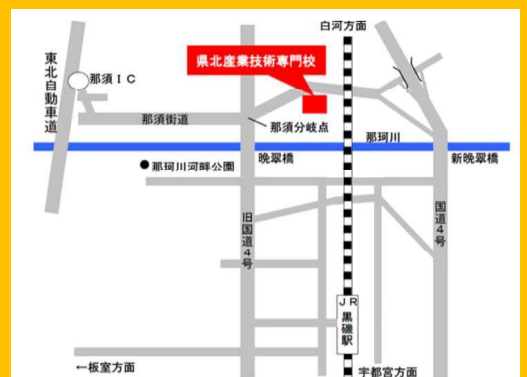 白河方面
県北産業技術専門校
東北自動車道
那須IC
那須街道
那須分岐点
那珂川
晩翠橋
新晩翠橋
那珂川河畔公園
旧国道4号
国道4号
JR黒磯駅
←板室方面
宇都宮方面